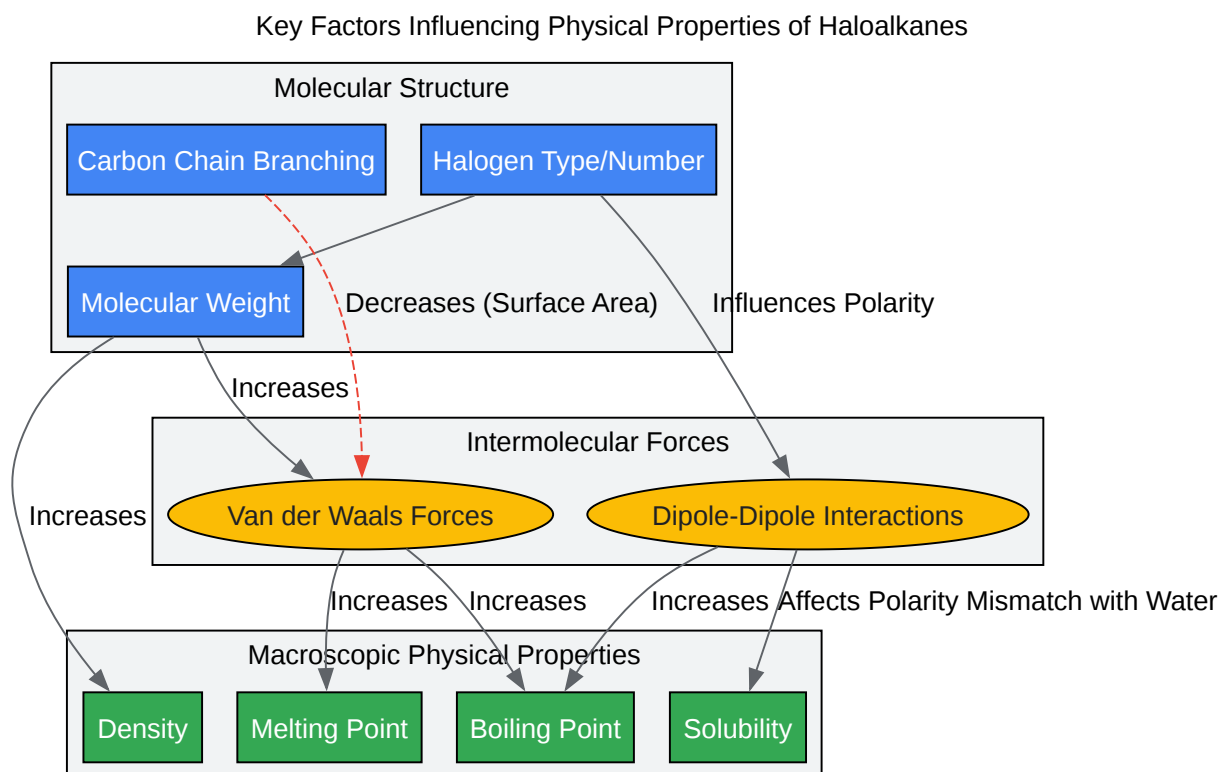 Key Factors Influencing Physical Properties of Haloalkanes
Molecular Structure
Carbon Chain Branching
Halogen Type/Number
Molecular Weight
Decreases (Surface Area)
Influences Polarity
Increases
Intermolecular Forces
Van der Waals Forces
Dipole-Dipole Interactions
Increases
Increases
Increases
Increases
Affects Polarity Mismatch with Water
Macroscopic Physical Properties
Density
Melting Point
Boiling Point
Solubility